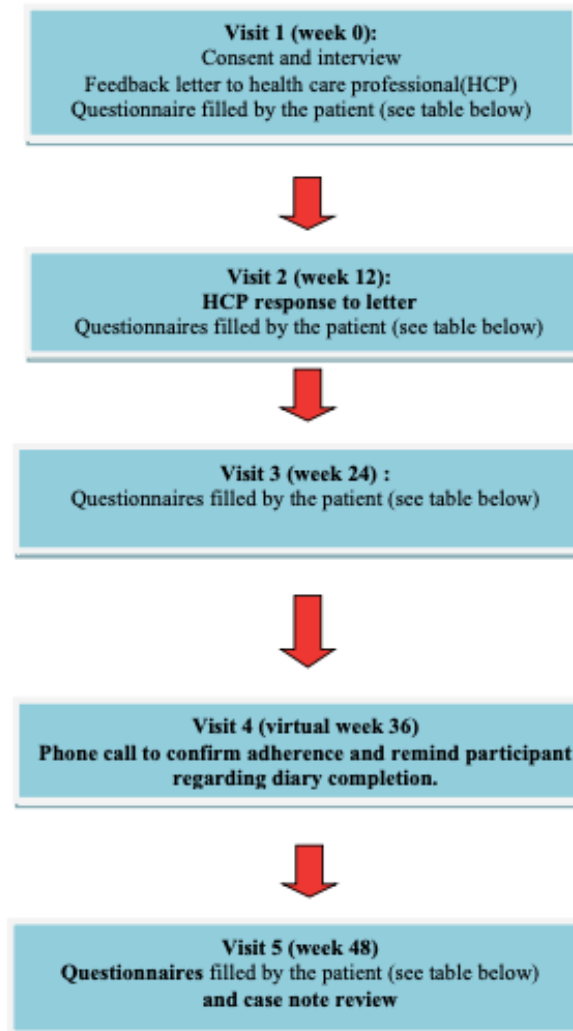 Visit 1 (week 0):
Consent and interview
Feedback letter to health care professional(HCP)
Questionnaire filled by the patient (see table below)
Visit 2 (week 12):
HCP response to letter
Questionnaires filled by the patient (see table below)
Visit 3 (week 24) :
Questionnaires filled by the patient (see table below)
Visit 4 (virtual week 36)
Phone call to confirm adherence and remind participant
regarding diary completion.
Visit 5 (week 48)
Questionnaires filled by the patient (see table below)
and case note review